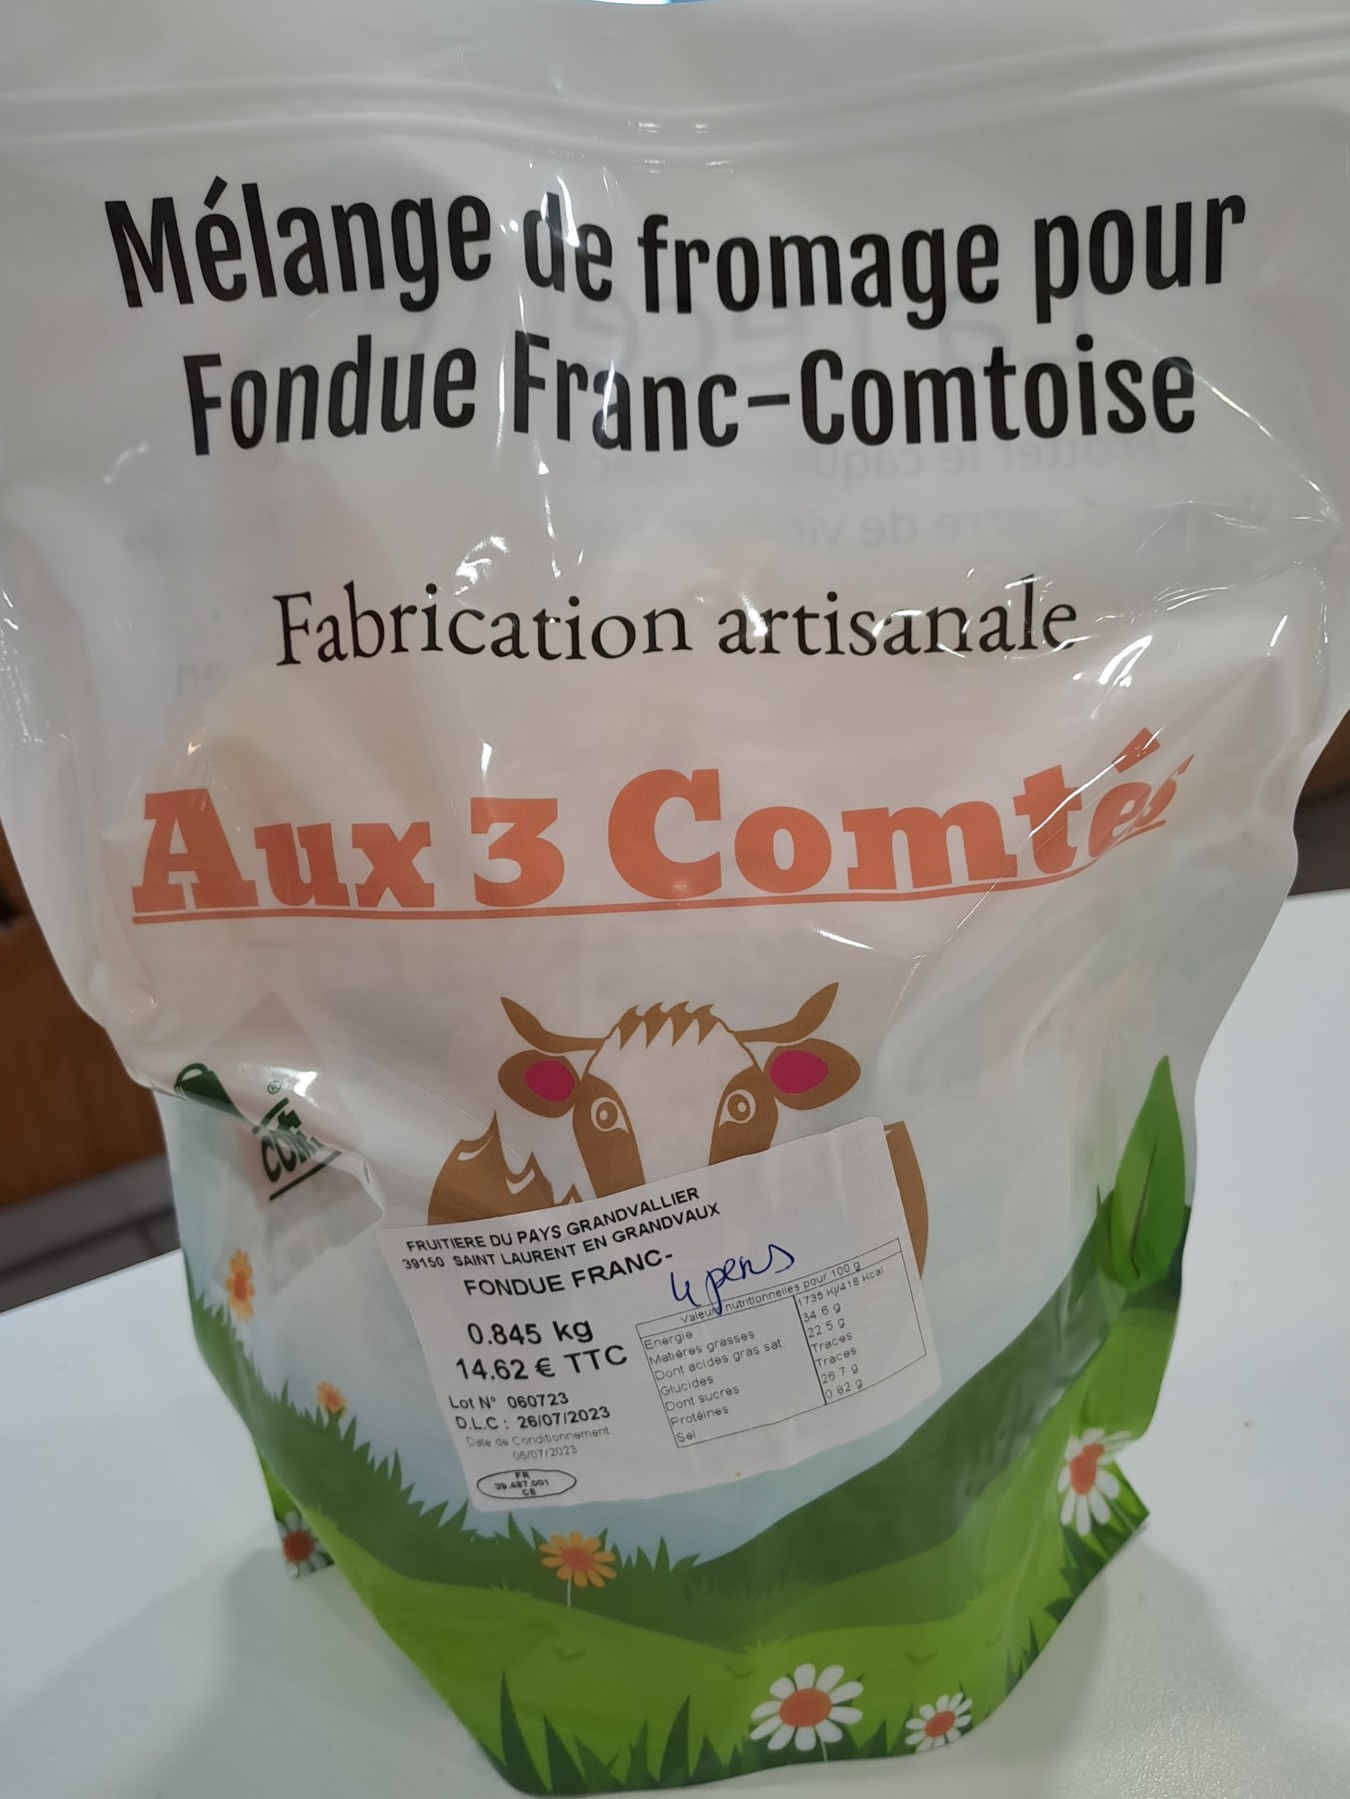 Mélange de fromage pour
Fondue Franc-Comtoise
Fabrication artisanale
Aux 3 Comtés
®
FRUITIERE DU PAYS GRANDVALLIER
39150 SAINT LAURENT EN GRANDVAUX
FONDUE FRANC-
4 pers
0.845 kg
14.62 € TTC
Lot N° 060723
D.L.C : 26/07/2023
Date de Conditionnement
06/07/2023
FR
39.487.001
CE
Valeurs nutritionnelles pour 100 g
Energie 1735 kj/418 kcal
Matières grasses 34.6 g
Dont acides gras sat 22.5 g
Glucides Traces
Dont sucres Traces
Protéines 26.7 g
Sel 0.82 g